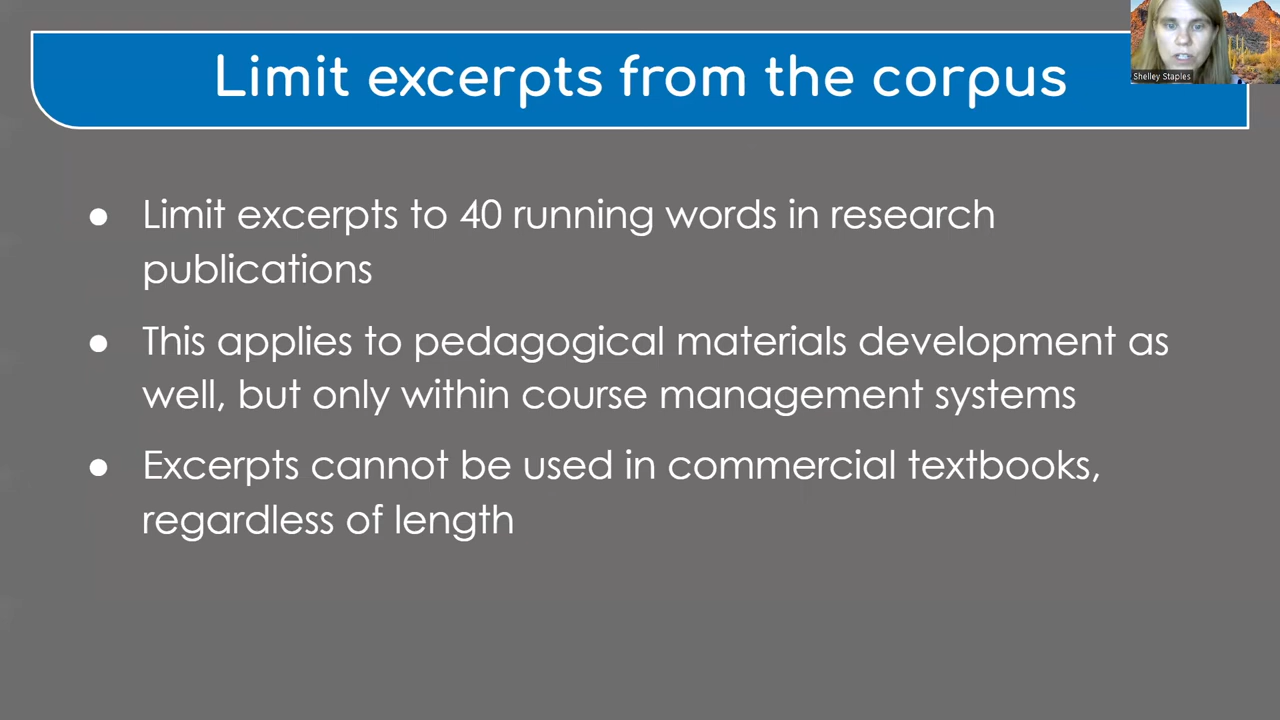 Limit excerpts from the corpus
Shelley Staples
● Limit excerpts to 40 running words in research
publications
● This applies to pedagogical materials development as
well, but only within course management systems
● Excerpts cannot be used in commercial textbooks,
regardless of length